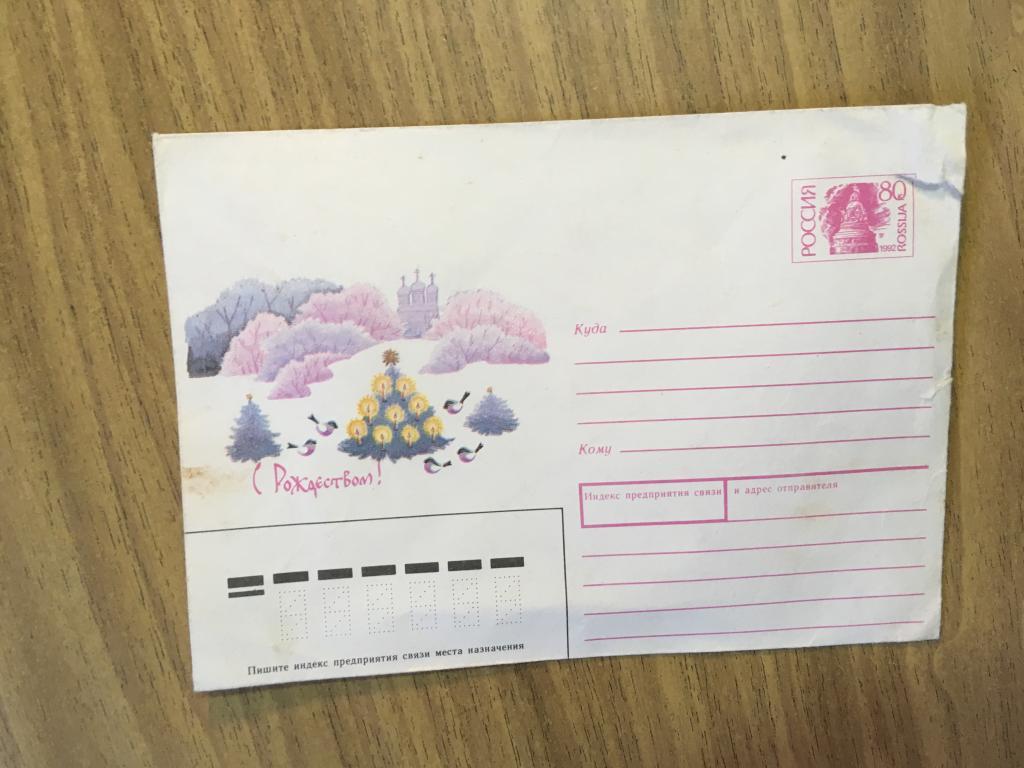 РОССИЯ
80
1992
ROSSIJA
Куда
Кому
Индекс предприятия связи и адрес отправителя
С Рождеством!
Пишите индекс предприятия связи места назначения